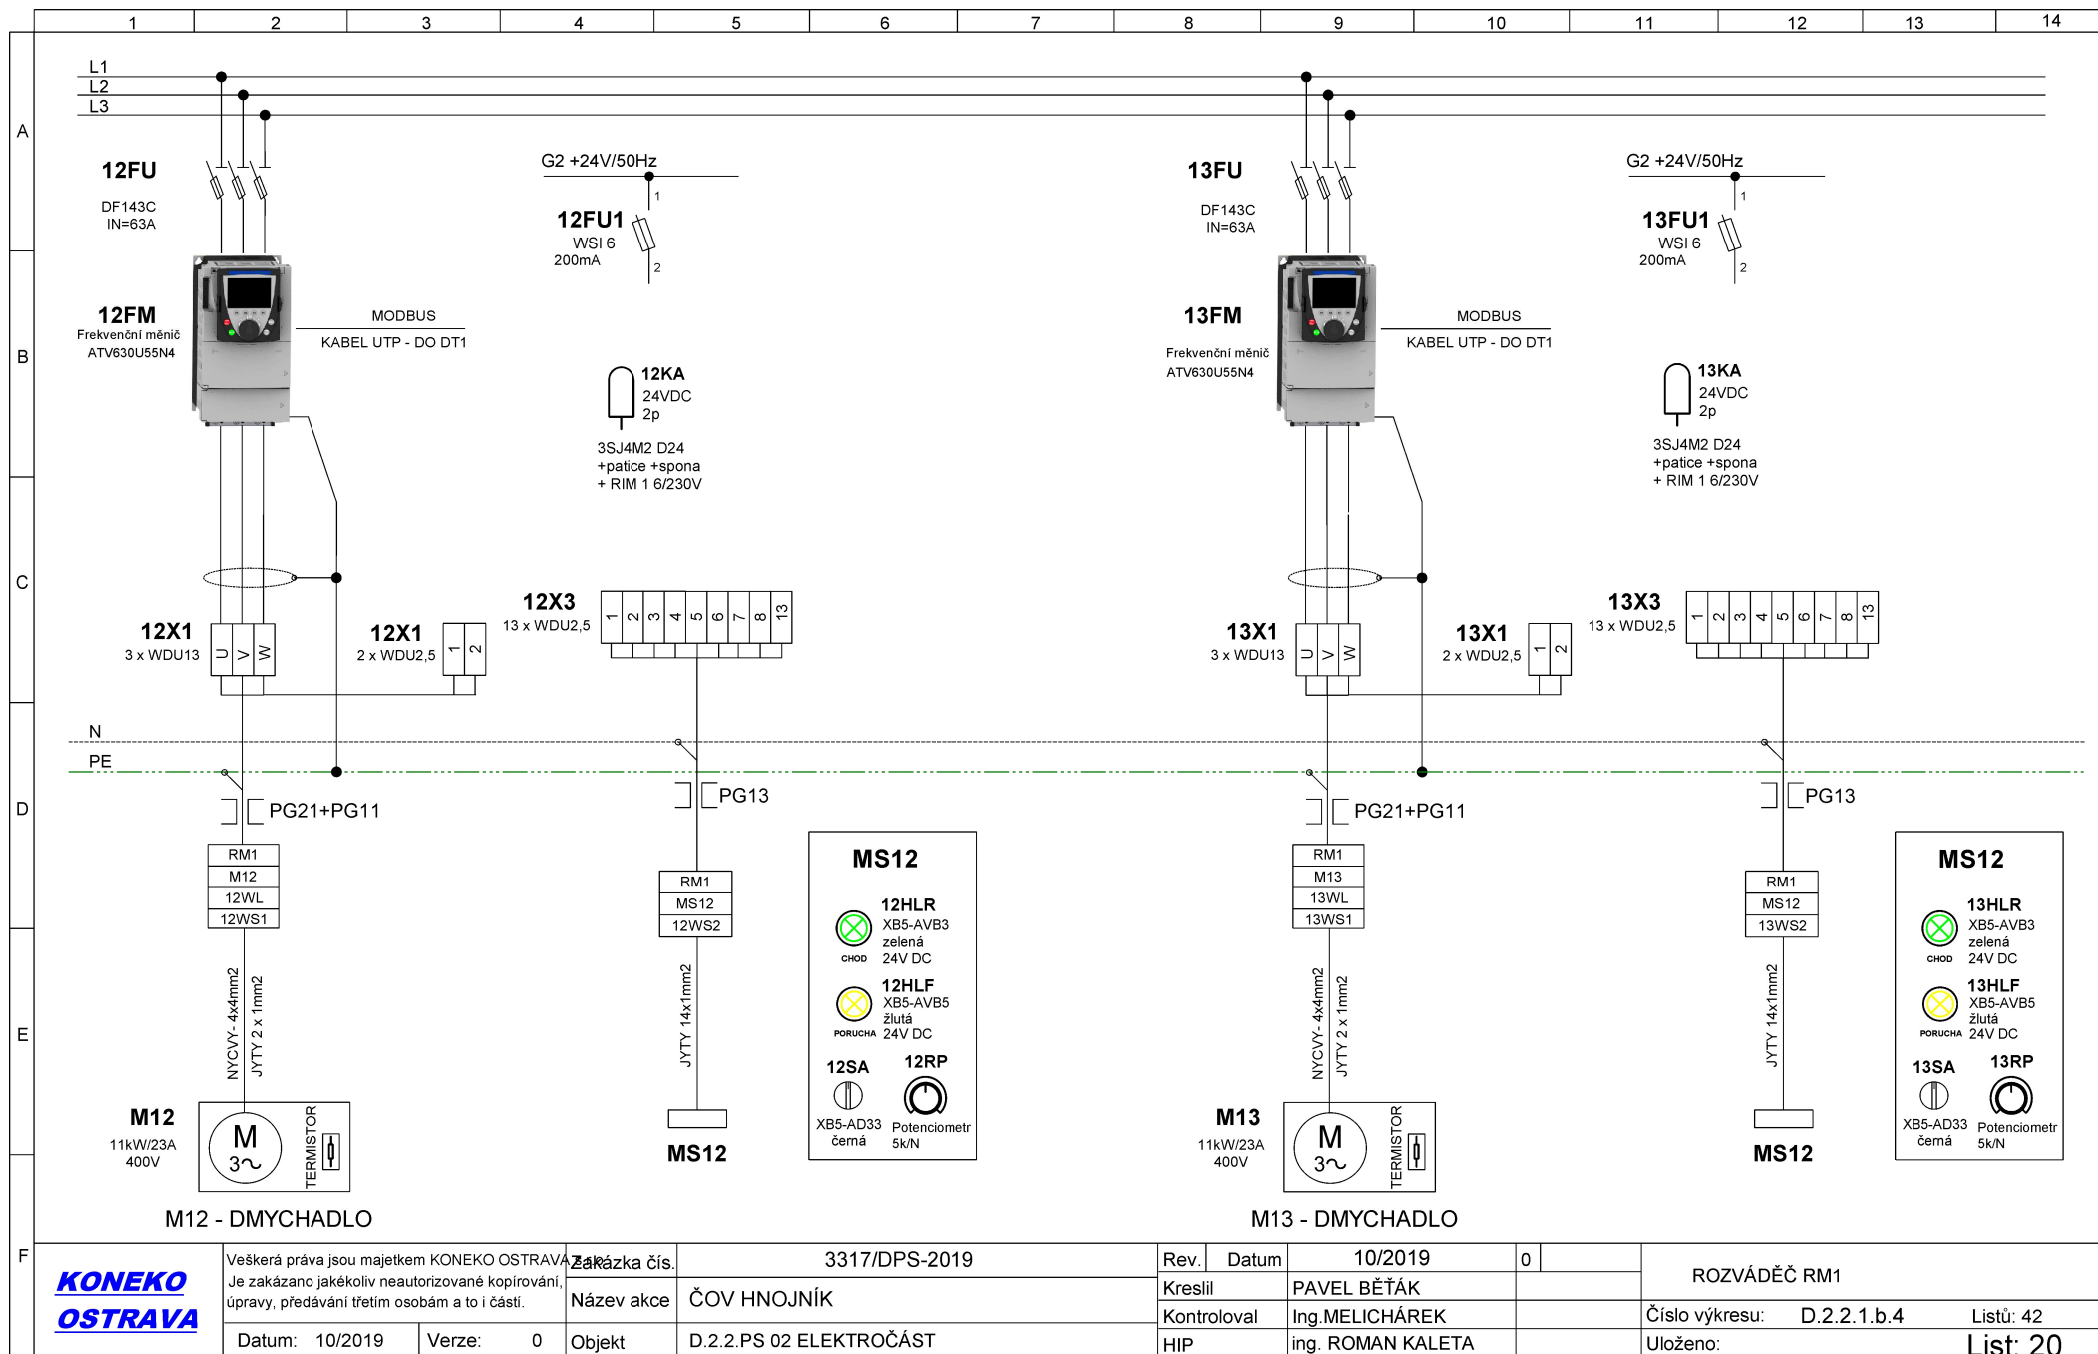 1 2 3 4 5 6 7 8 9 10 11 12 13 14
A
B
C
D
E
F
L1
L2
L3
12FU
DF143C
IN=63A
G2 +24V/50Hz
1
12FU1
WSI 6
200mA
2
12FM
Frekvenční měnič
ATV630U55N4
MODBUS
KABEL UTP - DO DT1
12KA
24VDC
2p
3SJ4M2 D24
+patice +spona
+ RIM 1 6/230V
12X1
3 x WDU13
U V W
12X1
2 x WDU2,5
1 2
12X3
13 x WDU2,5
1 2 3 4 5 6 7 8 13
13FU
DF143C
IN=63A
G2 +24V/50Hz
1
13FU1
WSI 6
200mA
2
13FM
Frekvenční měnič
ATV630U55N4
MODBUS
KABEL UTP - DO DT1
13KA
24VDC
2p
3SJ4M2 D24
+patice +spona
+ RIM 1 6/230V
13X1
3 x WDU13
U V W
13X1
2 x WDU2,5
1 2
13X3
13 x WDU2,5
1 2 3 4 5 6 7 8 13
N
PE
PG21+PG11
RM1
M12
12WL
12WS1
NYCVY- 4x4mm2
JYTY 2 x 1mm2
M12
11kW/23A
400V
M
3~
TERMISTOR
M12 - DMYCHADLO
PG13
RM1
MS12
12WS2
JYTY 14x1mm2
MS12
MS12
12HLR
XB5-AVB3
zelená
24V DC
CHOD
12HLF
XB5-AVB5
žlutá
24V DC
PORUCHA
12SA
XB5-AD33
černá
12RP
Potenciometr
5k/N
PG21+PG11
RM1
M13
13WL
13WS1
NYCVY- 4x4mm2
JYTY 2 x 1mm2
M13
11kW/23A
400V
M
3~
TERMISTOR
M13 - DMYCHADLO
PG13
RM1
MS12
13WS2
JYTY 14x1mm2
MS12
MS12
13HLR
XB5-AVB3
zelená
24V DC
CHOD
13HLF
XB5-AVB5
žlutá
24V DC
PORUCHA
13SA
XB5-AD33
černá
13RP
Potenciometr
5k/N
KONEKO
OSTRAVA
Veškerá práva jsou majetkem KONEKO OSTRAVA
Je zakázanc jakékoliv neautorizované kopírování,
úpravy, předávání třetím osobám a to i částí.
Datum: 10/2019 Verze: 0
Zakázka čís. 3317/DPS-2019
Název akce ČOV HNOJNÍK
Objekt D.2.2.PS 02 ELEKTROČÁST
Rev. Datum 10/2019 0
Kreslil PAVEL BĚŤÁK
Kontroloval Ing.MELICHÁREK
HIP ing. ROMAN KALETA
ROZVÁDĚČ RM1
Číslo výkresu: D.2.2.1.b.4 Listů: 42
Uloženo: List: 20